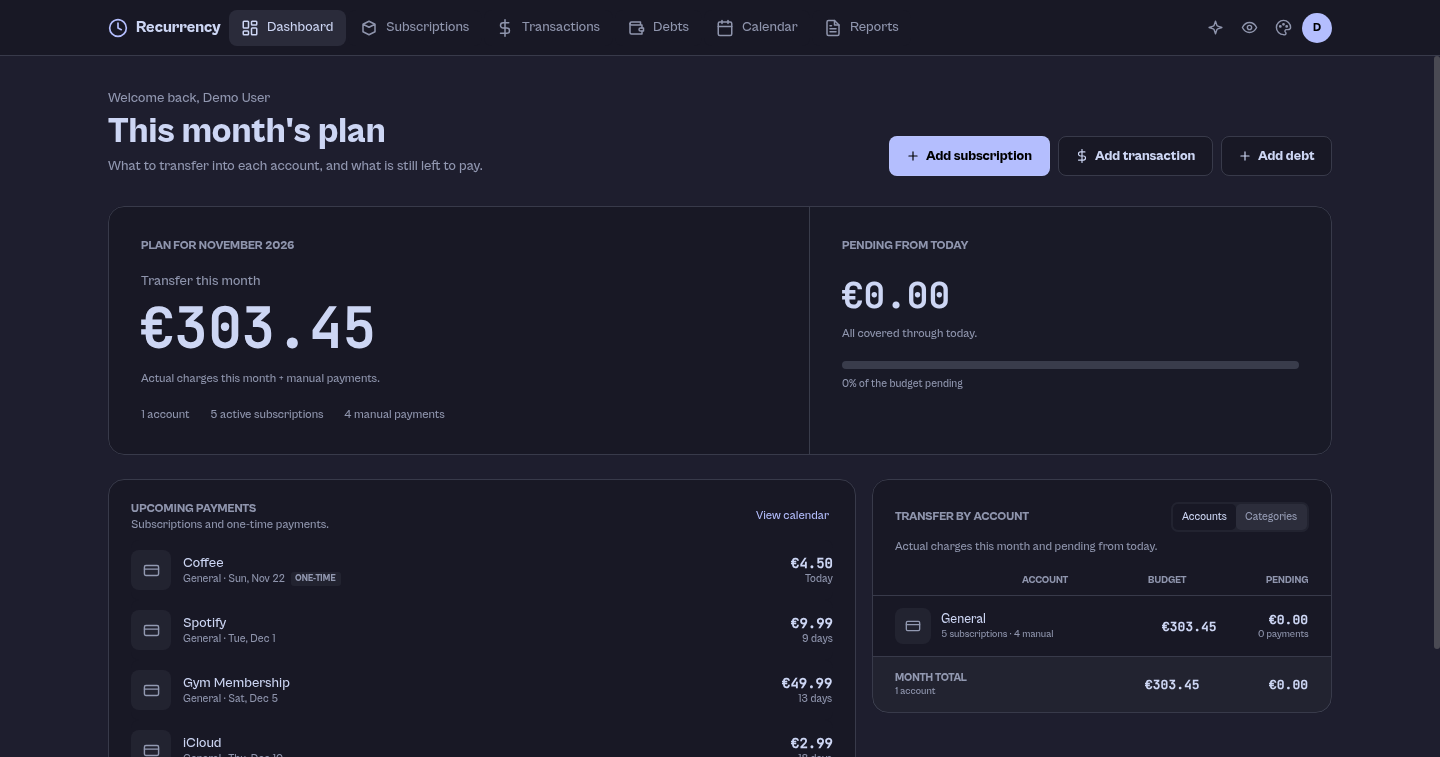 Recurrency
Dashboard
Subscriptions
Transactions
Debts
Calendar
Reports
D
Welcome back, Demo User
This month's plan
What to transfer into each account, and what is still left to pay.
Add subscription
Add transaction
Add debt
PLAN FOR NOVEMBER 2026
Transfer this month
€303.45
Actual charges this month + manual payments.
1 account
5 active subscriptions
4 manual payments
PENDING FROM TODAY
€0.00
All covered through today.
0% of the budget pending
UPCOMING PAYMENTS
Subscriptions and one-time payments.
View calendar
Coffee
€4.50
General · Sun, Nov 22 ONE-TIME
Today
Spotify
€9.99
General · Tue, Dec 1
9 days
Gym Membership
€49.99
General · Sat, Dec 5
13 days
iCloud
€2.99
TRANSFER BY ACCOUNT
Accounts
Categories
Actual charges this month and pending from today.
ACCOUNT
BUDGET
PENDING
General
€303.45
€0.00
5 subscriptions · 4 manual
0 payments
MONTH TOTAL
€303.45
€0.00
1 account